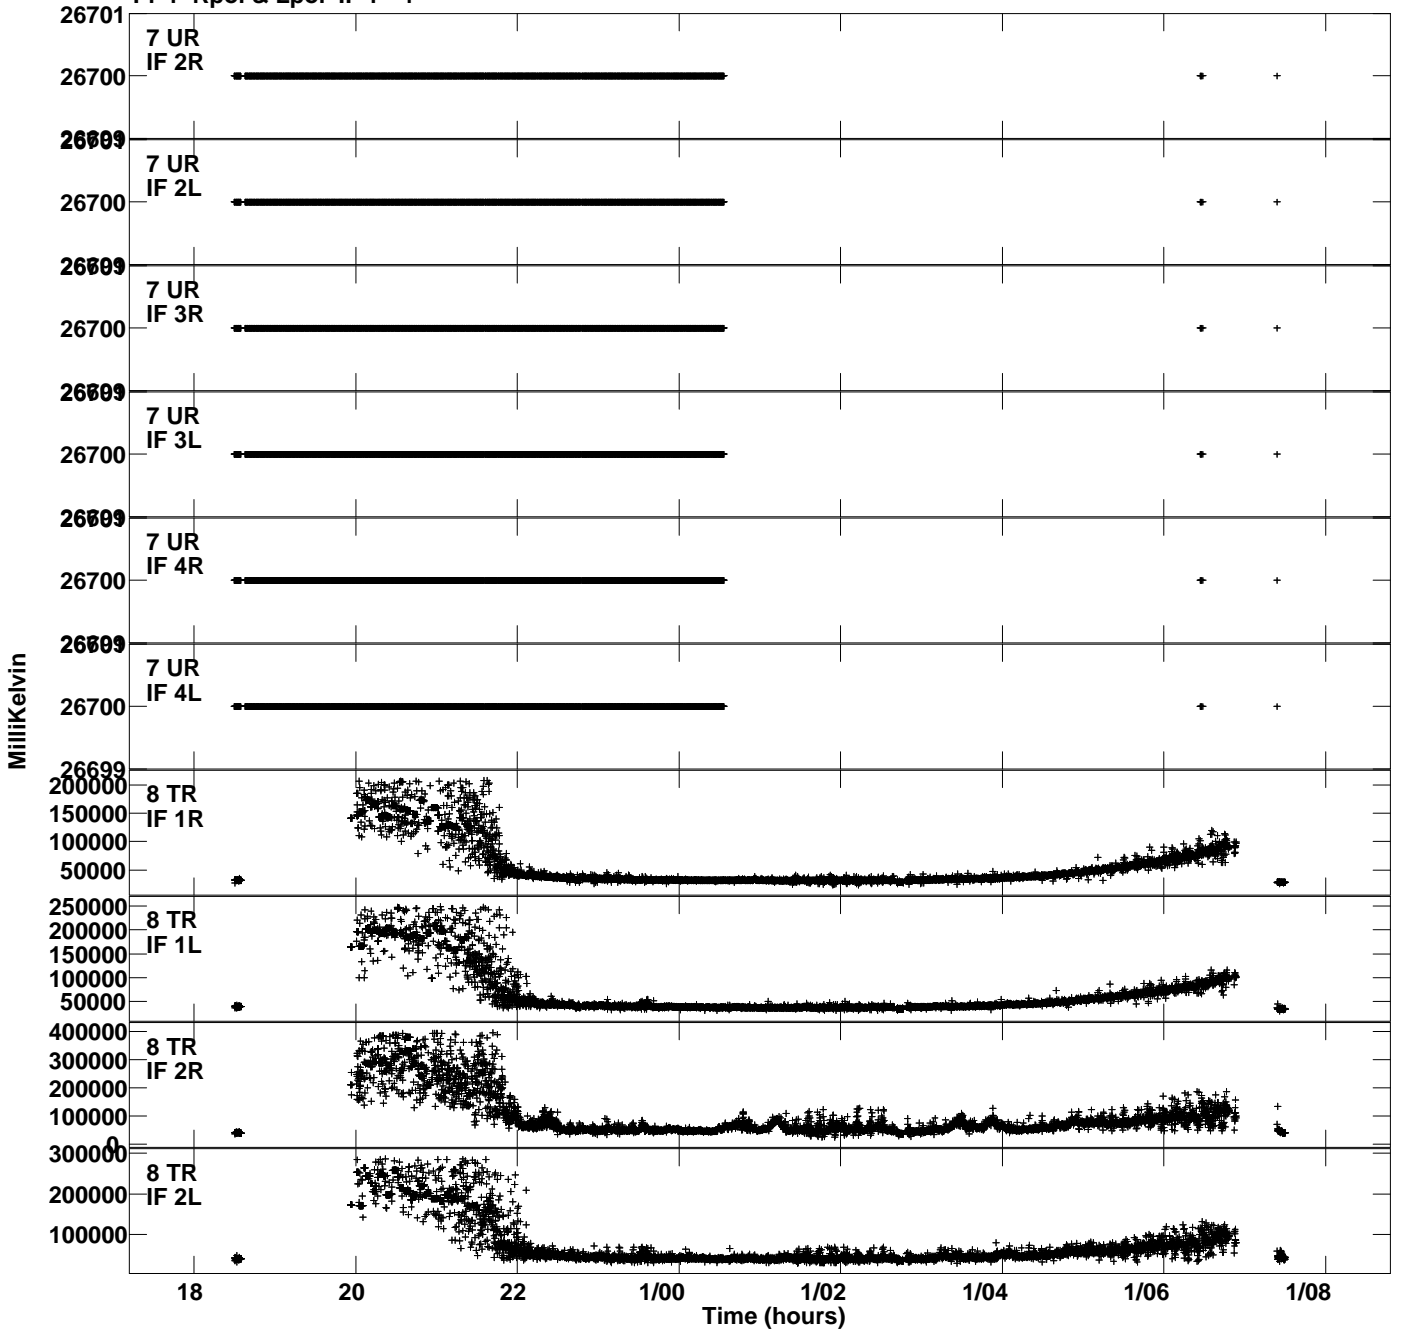 26701
7 UR
IF 2R
26700
7 UR
IF 2L
26700
7 UR
IF 3R
26700
7 UR
IF 3L
26700
7 UR
IF 4R
26700
7 UR
IF 4L
26700
26699
MilliKelvin
8 TR
IF 1R
200000
150000
100000
50000
8 TR
IF 1L
250000
200000
150000
100000
50000
8 TR
IF 2R
400000
300000
200000
100000
0
8 TR
IF 2L
300000
200000
100000
18 20 22 1/00 1/02 1/04 1/06 1/08
Time (hours)